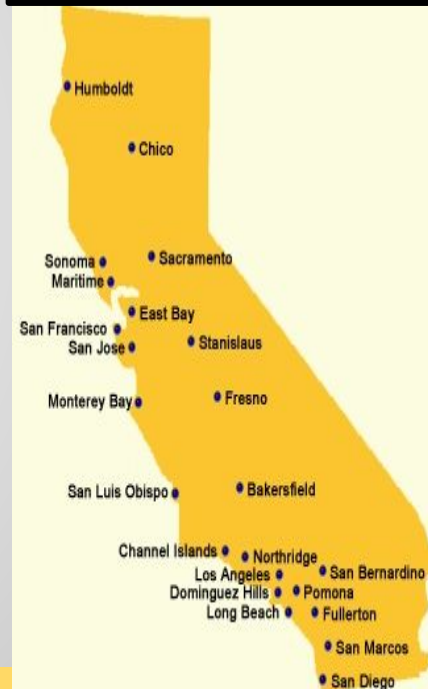 Humboldt
Chico
Sacramento
Sonoma
Maritime
East Bay
San Francisco
Stanislaus
San Jose
Fresno
Monterey Bay
Bakersfield
San Luis Obispo
Channel Islands
Northridge
San Bernardino
Los Angeles
Dominguez Hills
Pomona
Long Beach
Fullerton
San Marcos
San Diego